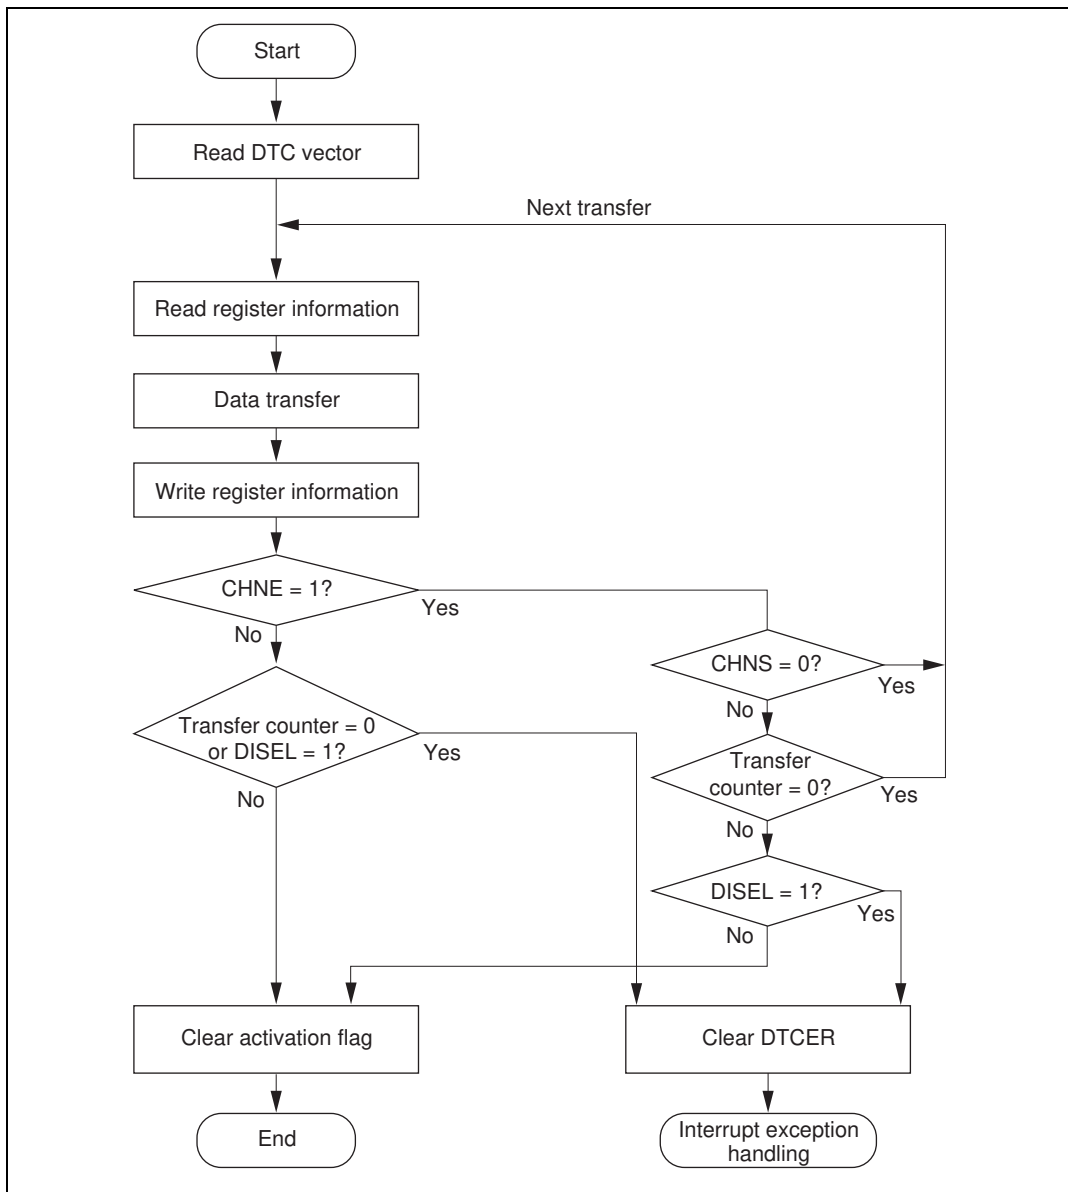 Start
Read DTC vector
Next transfer
Read register information
Data transfer
Write register information
CHNE = 1?
Yes
No
CHNS = 0?
Yes
No
Transfer counter = 0
or DISEL = 1?
Yes
No
Transfer
counter = 0?
Yes
No
DISEL = 1?
Yes
No
Clear activation flag
Clear DTCER
End
Interrupt exception
handling